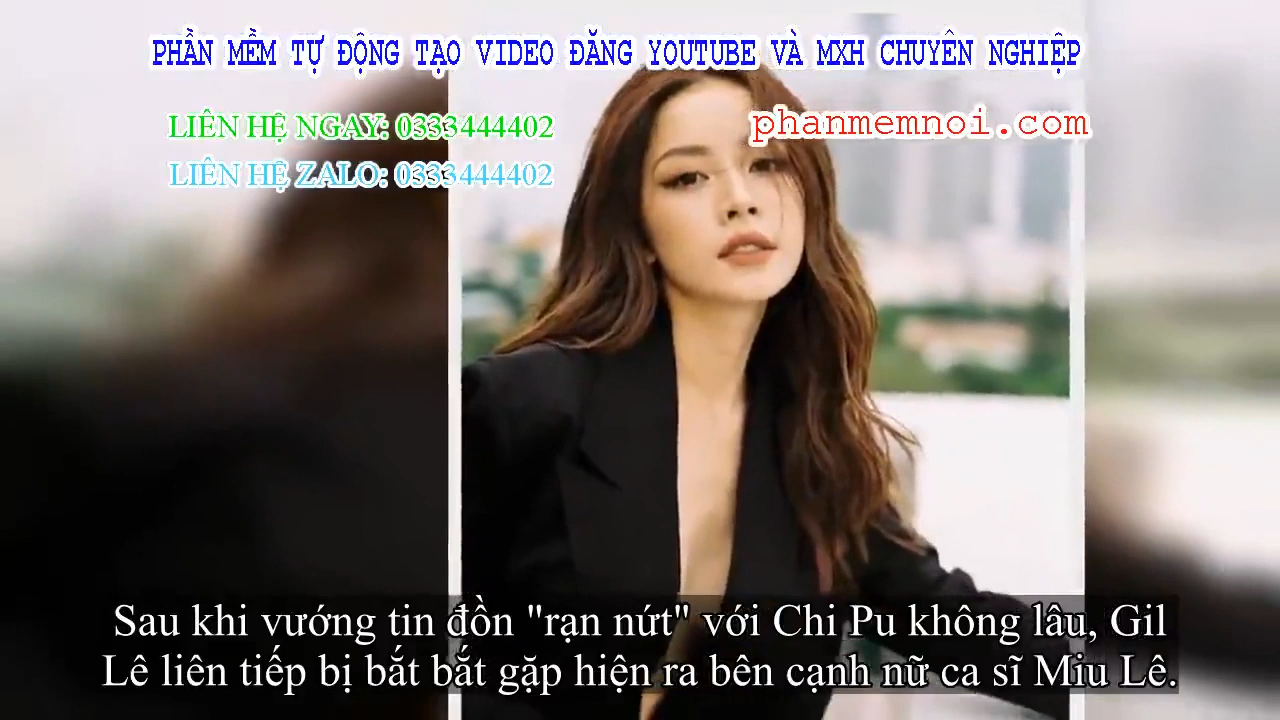 PHẦN MỀM TỰ ĐỘNG TẠO VIDEO ĐĂNG YOUTUBE VÀ MXH CHUYÊN NGHIỆP
LIÊN HỆ NGAY: 0333444402
phanmemnoi.com
LIÊN HỆ ZALO: 0333444402
Sau khi vướng tin đồn "rạn nứt" với Chi Pu không lâu, Gil
Lê liên tiếp bị bắt bắt gặp hiện ra bên cạnh nữ ca sĩ Miu Lê.